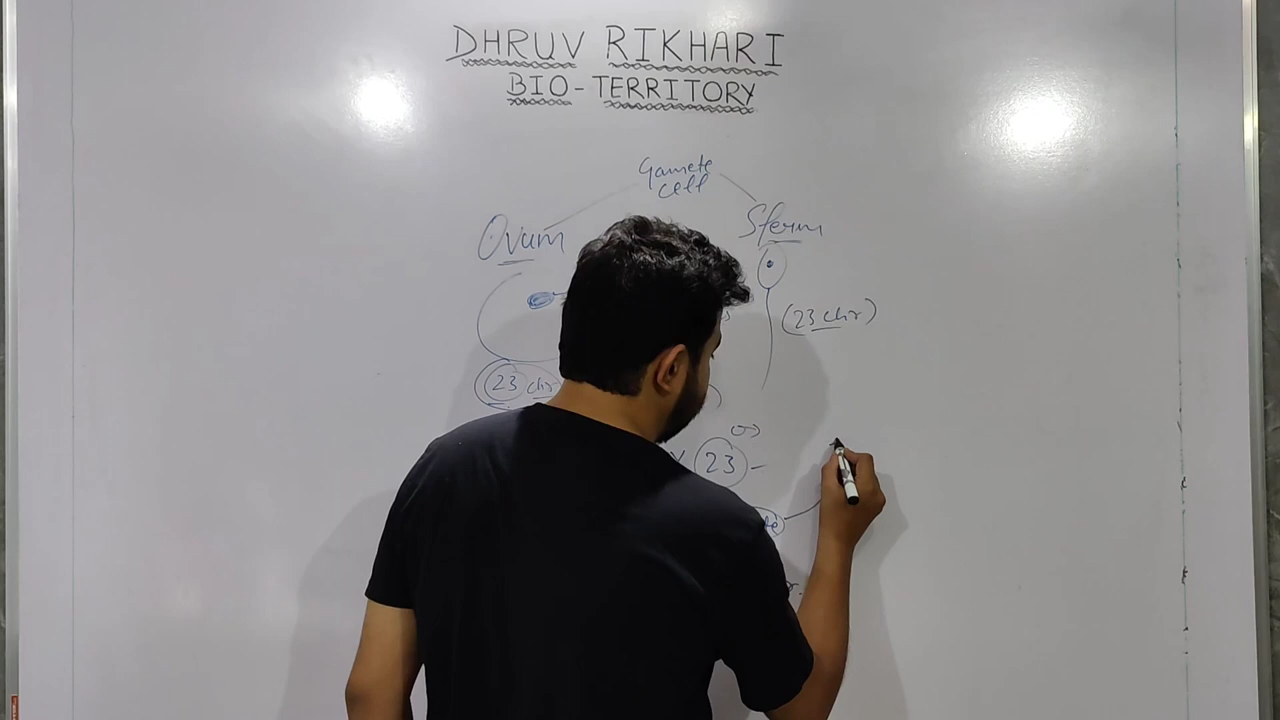 DHRUV RIKHARI
BIO-TERRITORY
Gamete
cell
Ovum
Sperm
(23 chr)
23 chr
23